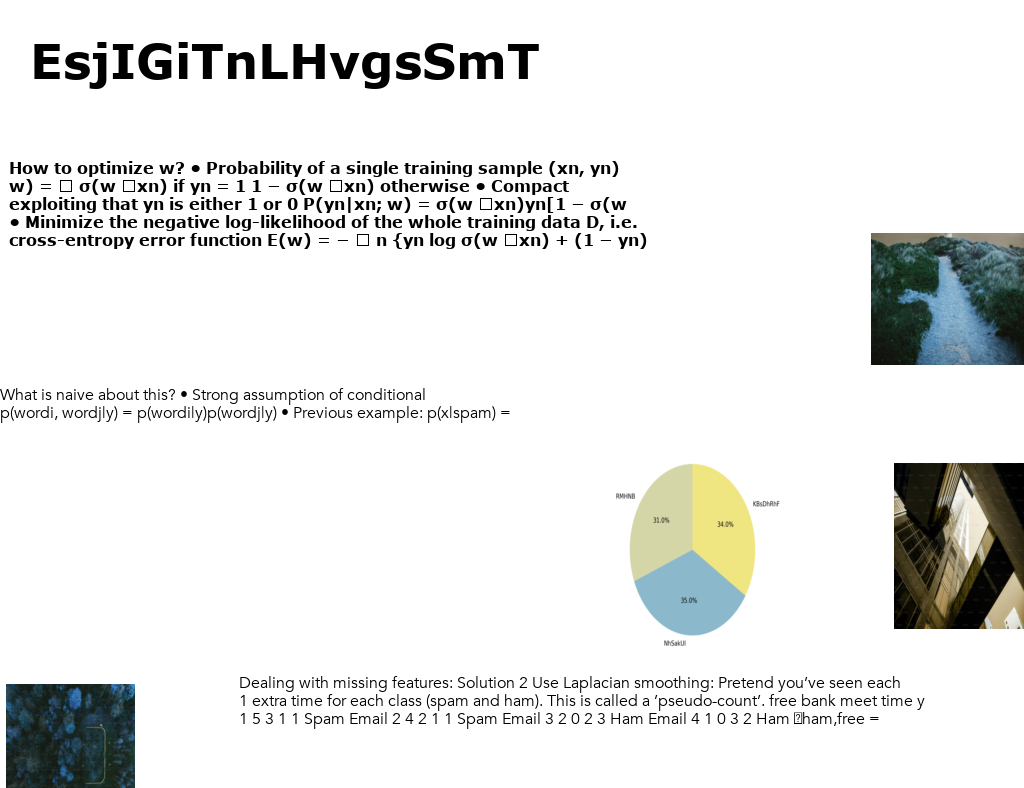 EsjIGiTnLHvgsSmT
How to optimize w? • Probability of a single training sample (xn, yn)
w) = □ σ(w □xn) if yn = 1 1 − σ(w □xn) otherwise • Compact
exploiting that yn is either 1 or 0 P(yn|xn; w) = σ(w □xn)yn[1 − σ(w
• Minimize the negative log-likelihood of the whole training data D, i.e.
cross-entropy error function E(w) = − □ n {yn log σ(w □xn) + (1 − yn)
What is naive about this? • Strong assumption of conditional
p(wordi, wordjly) = p(wordily)p(wordjly) • Previous example: p(xlspam) =
RMHNB
KBsDhRhF
31.0%
34.0%
35.0%
NhSakUI
Dealing with missing features: Solution 2 Use Laplacian smoothing: Pretend you’ve seen each
1 extra time for each class (spam and ham). This is called a ‘pseudo-count’. free bank meet time y
1 5 3 1 1 Spam Email 2 4 2 1 1 Spam Email 3 2 0 2 3 Ham Email 4 1 0 3 2 Ham □ham,free =